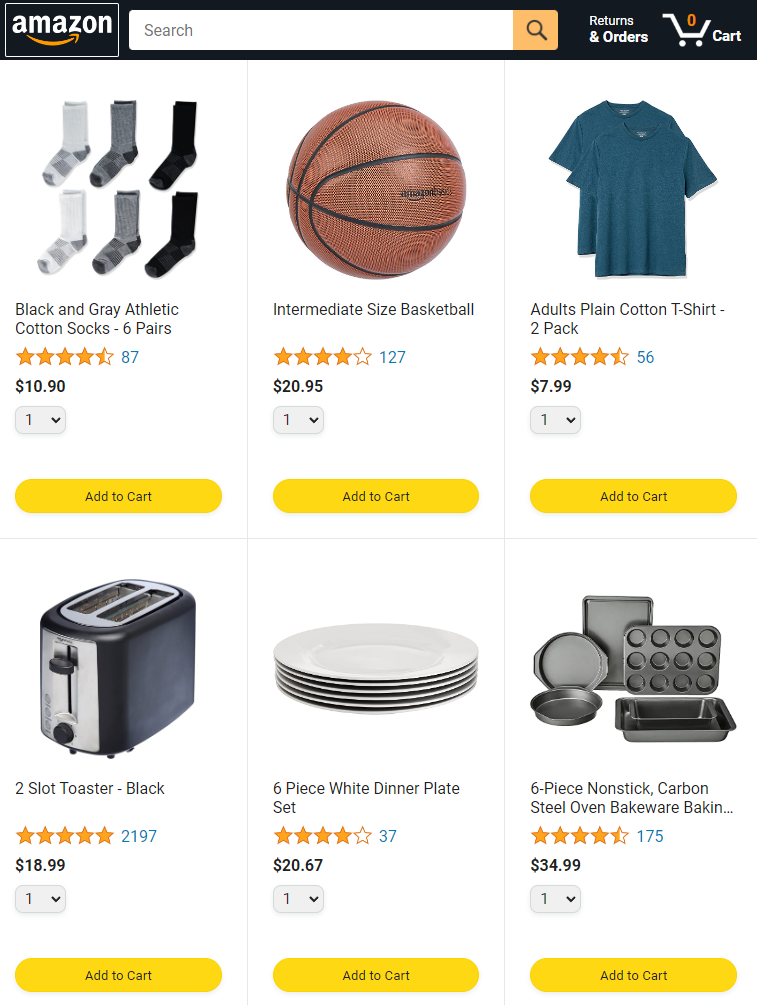 amazon
Search
Returns
& Orders
0
Cart
Black and Gray Athletic
Cotton Socks - 6 Pairs
87
$10.90
1
Add to Cart
Intermediate Size Basketball
127
$20.95
1
Add to Cart
Adults Plain Cotton T-Shirt -
2 Pack
56
$7.99
1
Add to Cart
2 Slot Toaster - Black
2197
$18.99
1
Add to Cart
6 Piece White Dinner Plate
Set
37
$20.67
1
Add to Cart
6-Piece Nonstick, Carbon
Steel Oven Bakeware Bakin...
175
$34.99
1
Add to Cart